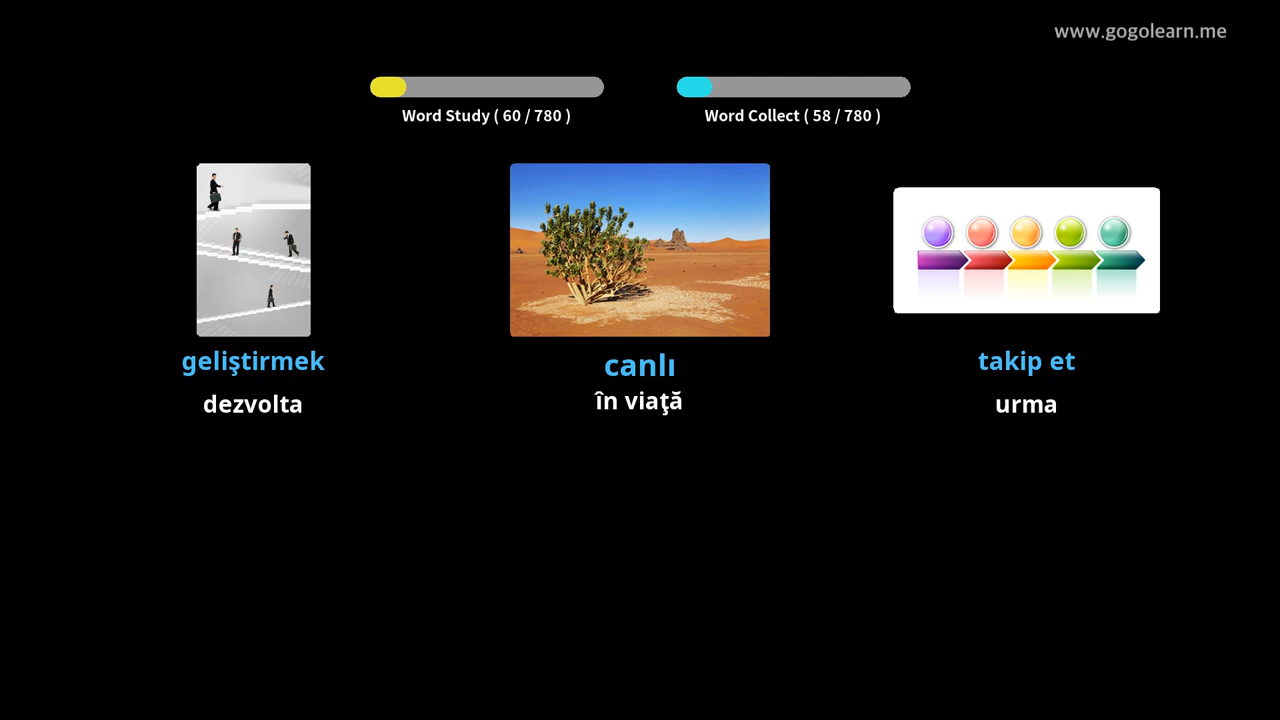 www.gogolearn.me
Word Study ( 60 / 780 )
Word Collect ( 58 / 780 )
geliştirmek
dezvolta
canlı
în viaţă
takip et
urma